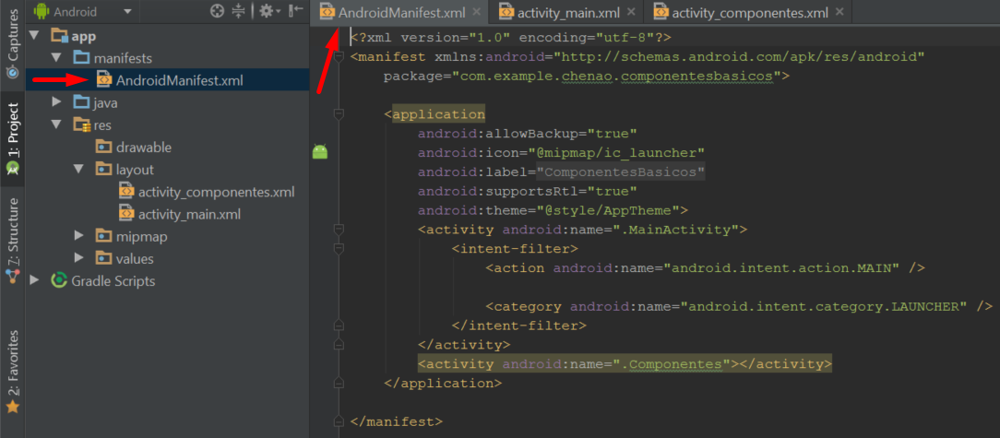 Captures
1: Project
7: Structure
2: Favorites
Android
app
manifests
AndroidManifest.xml
java
res
drawable
layout
activity_componentes.xml
activity_main.xml
mipmap
values
Gradle Scripts
AndroidManifest.xml
activity_main.xml
activity_componentes.xml
<?xml version="1.0" encoding="utf-8"?>
<manifest xmlns:android="http://schemas.android.com/apk/res/android"
package="com.example.chenao.componentesbasicos">
<application
android:allowBackup="true"
android:icon="@mipmap/ic_launcher"
android:label="ComponentesBasicos"
android:supportsRtl="true"
android:theme="@style/AppTheme">
<activity android:name=".MainActivity">
<intent-filter>
<action android:name="android.intent.action.MAIN" />
<category android:name="android.intent.category.LAUNCHER" />
</intent-filter>
</activity>
<activity android:name=".Componentes"></activity>
</application>
</manifest>